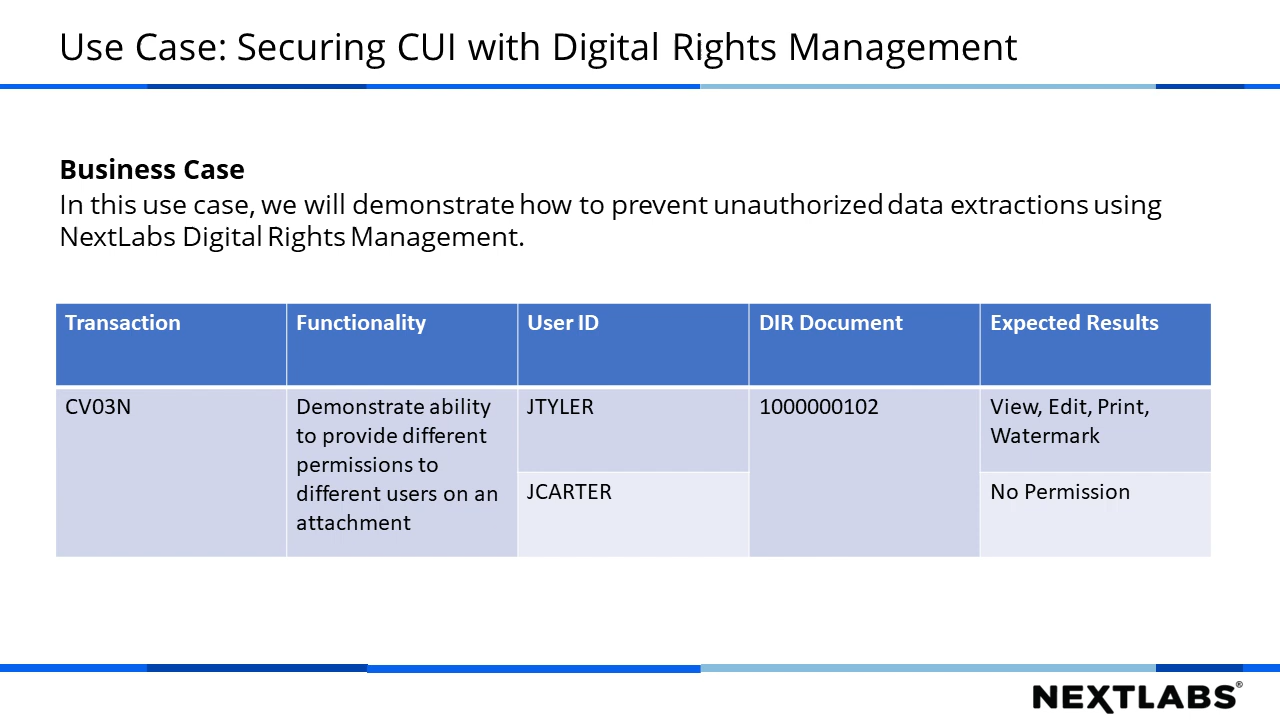 Use Case: Securing CUI with Digital Rights Management
Business Case
In this use case, we will demonstrate how to prevent unauthorized data extractions using
NextLabs Digital Rights Management.
Transaction
Functionality
User ID
DIR Document
Expected Results
CV03N
Demonstrate ability
to provide different
permissions to
different users on an
attachment
JTYLER
1000000102
View, Edit, Print,
Watermark
JCARTER
No Permission
NEXTLABS®